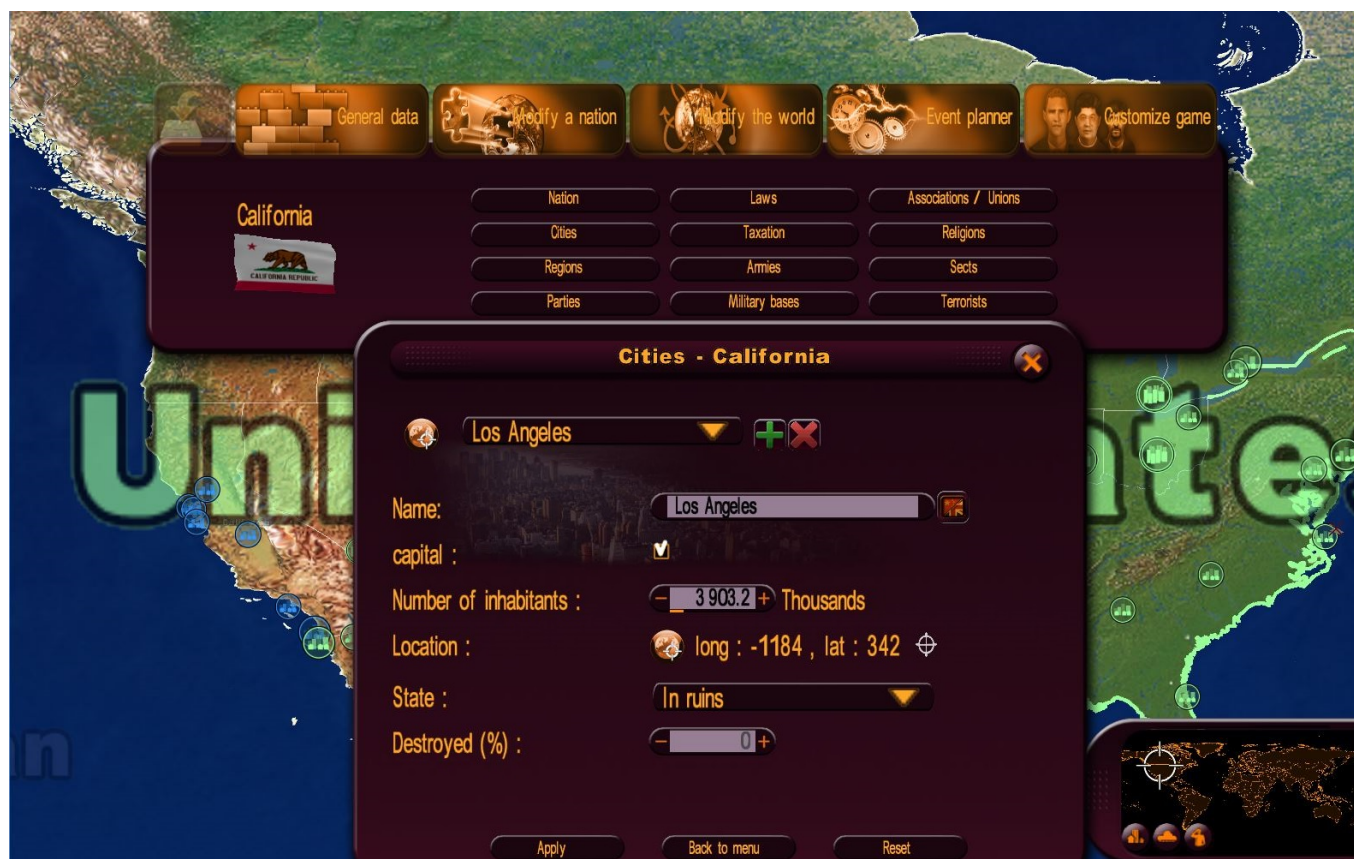 General data
Modify a nation
Modify the world
Event planner
Customize game
California
CALIFORNIA REPUBLIC
Nation
Laws
Associations / Unions
Cities
Taxation
Religions
Regions
Armies
Sects
Parties
Military bases
Terrorists
Cities - California
Los Angeles
Name:
Los Angeles
capital :
Number of inhabitants :
3 903.2
Thousands
Location :
long : -1184 , lat : 342
State :
In ruins
Destroyed (%) :
0
Apply
Back to menu
Reset